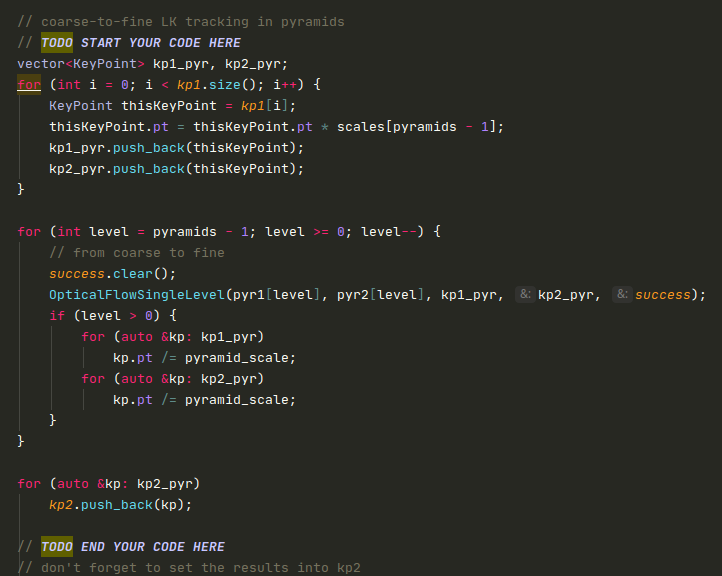 // coarse-to-fine LK tracking in pyramids
// TODO START YOUR CODE HERE
vector<KeyPoint> kp1_pyr, kp2_pyr;
for (int i = 0; i < kp1.size(); i++) {
    KeyPoint thisKeyPoint = kp1[i];
    thisKeyPoint.pt = thisKeyPoint.pt * scales[pyramids - 1];
    kp1_pyr.push_back(thisKeyPoint);
    kp2_pyr.push_back(thisKeyPoint);
}

for (int level = pyramids - 1; level >= 0; level--) {
    // from coarse to fine
    success.clear();
    OpticalFlowSingleLevel(pyr1[level], pyr2[level], kp1_pyr, &: kp2_pyr, &: success);
    if (level > 0) {
        for (auto &kp: kp1_pyr)
            kp.pt /= pyramid_scale;
        for (auto &kp: kp2_pyr)
            kp.pt /= pyramid_scale;
    }
}

for (auto &kp: kp2_pyr)
    kp2.push_back(kp);

// TODO END YOUR CODE HERE
// don't forget to set the results into kp2